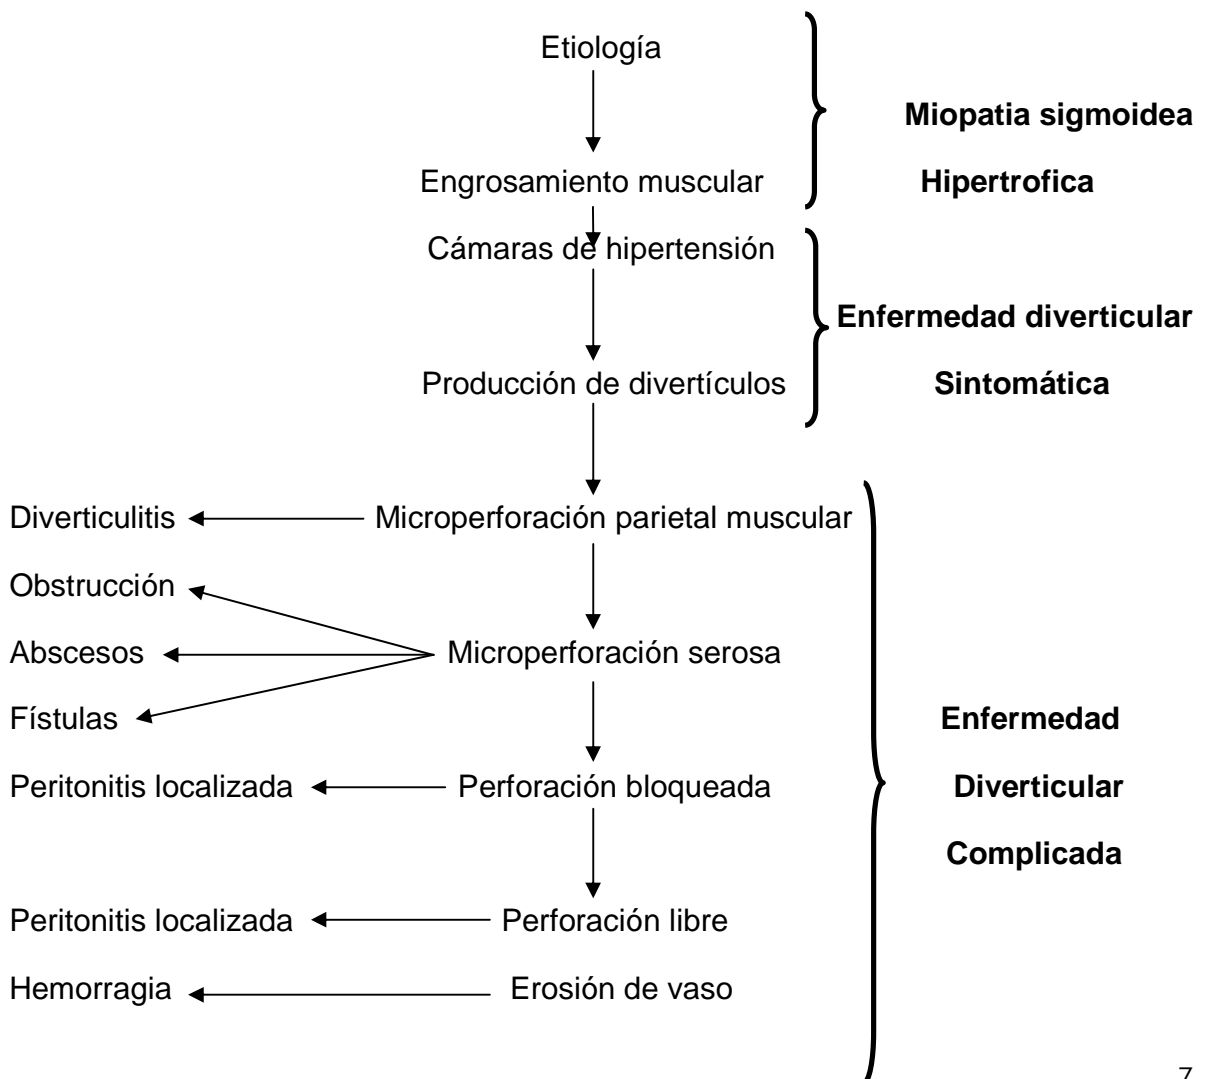 Etiología
Miopatia sigmoidea
Engrosamiento muscular
Hipertrofica
Cámaras de hipertensión
Enfermedad diverticular
Producción de divertículos
Sintomática
Diverticulitis
Microperforación parietal muscular
Obstrucción
Abscesos
Microperforación serosa
Fístulas
Enfermedad
Peritonitis localizada
Perforación bloqueada
Diverticular
Complicada
Peritonitis localizada
Perforación libre
Hemorragia
Erosión de vaso
7